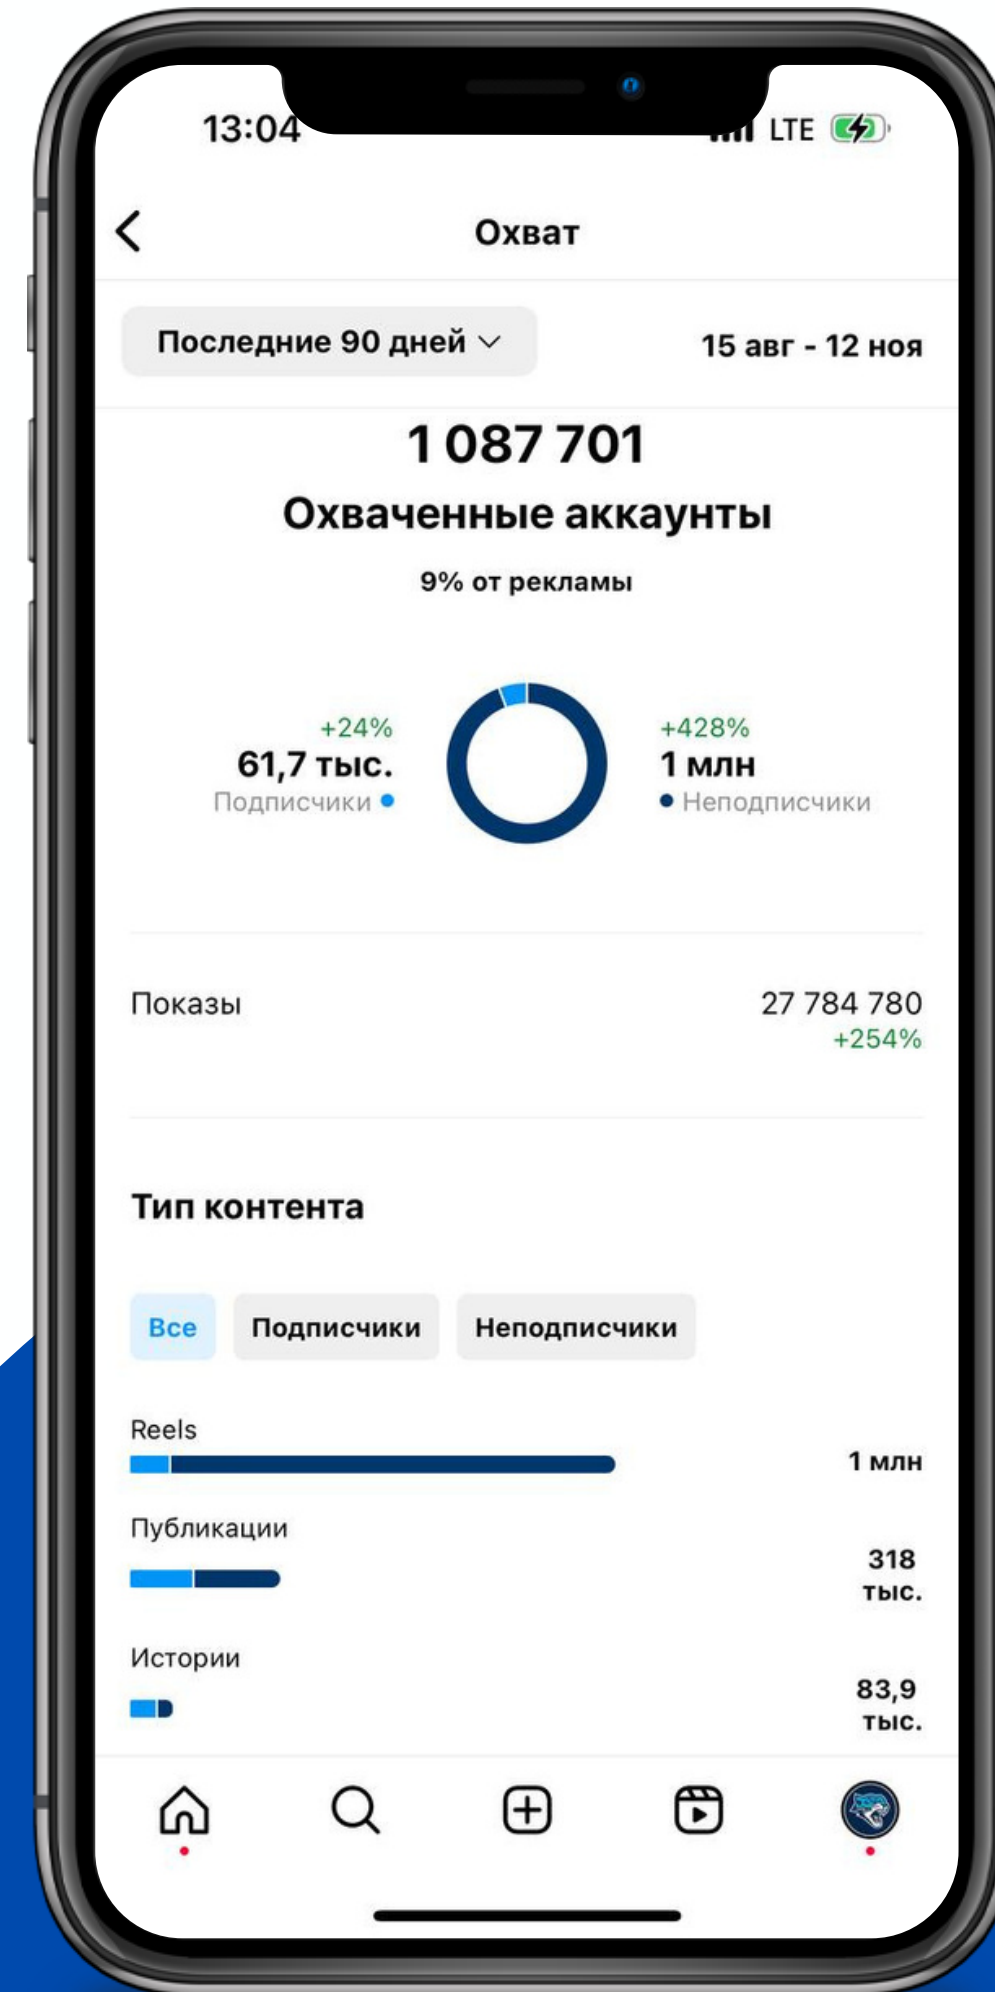 13:04 LTE
Охват
Последние 90 дней 15 авг - 12 ноя
1 087 701
Охваченные аккаунты
9% от рекламы
+24% +428%
61,7 тыс. 1 млн
Подписчики Неподписчики
Показы 27 784 780
+254%
Тип контента
Все Подписчики Неподписчики
Reels
1 млн
Публикации
318
тыс.
Истории
83,9
тыс.